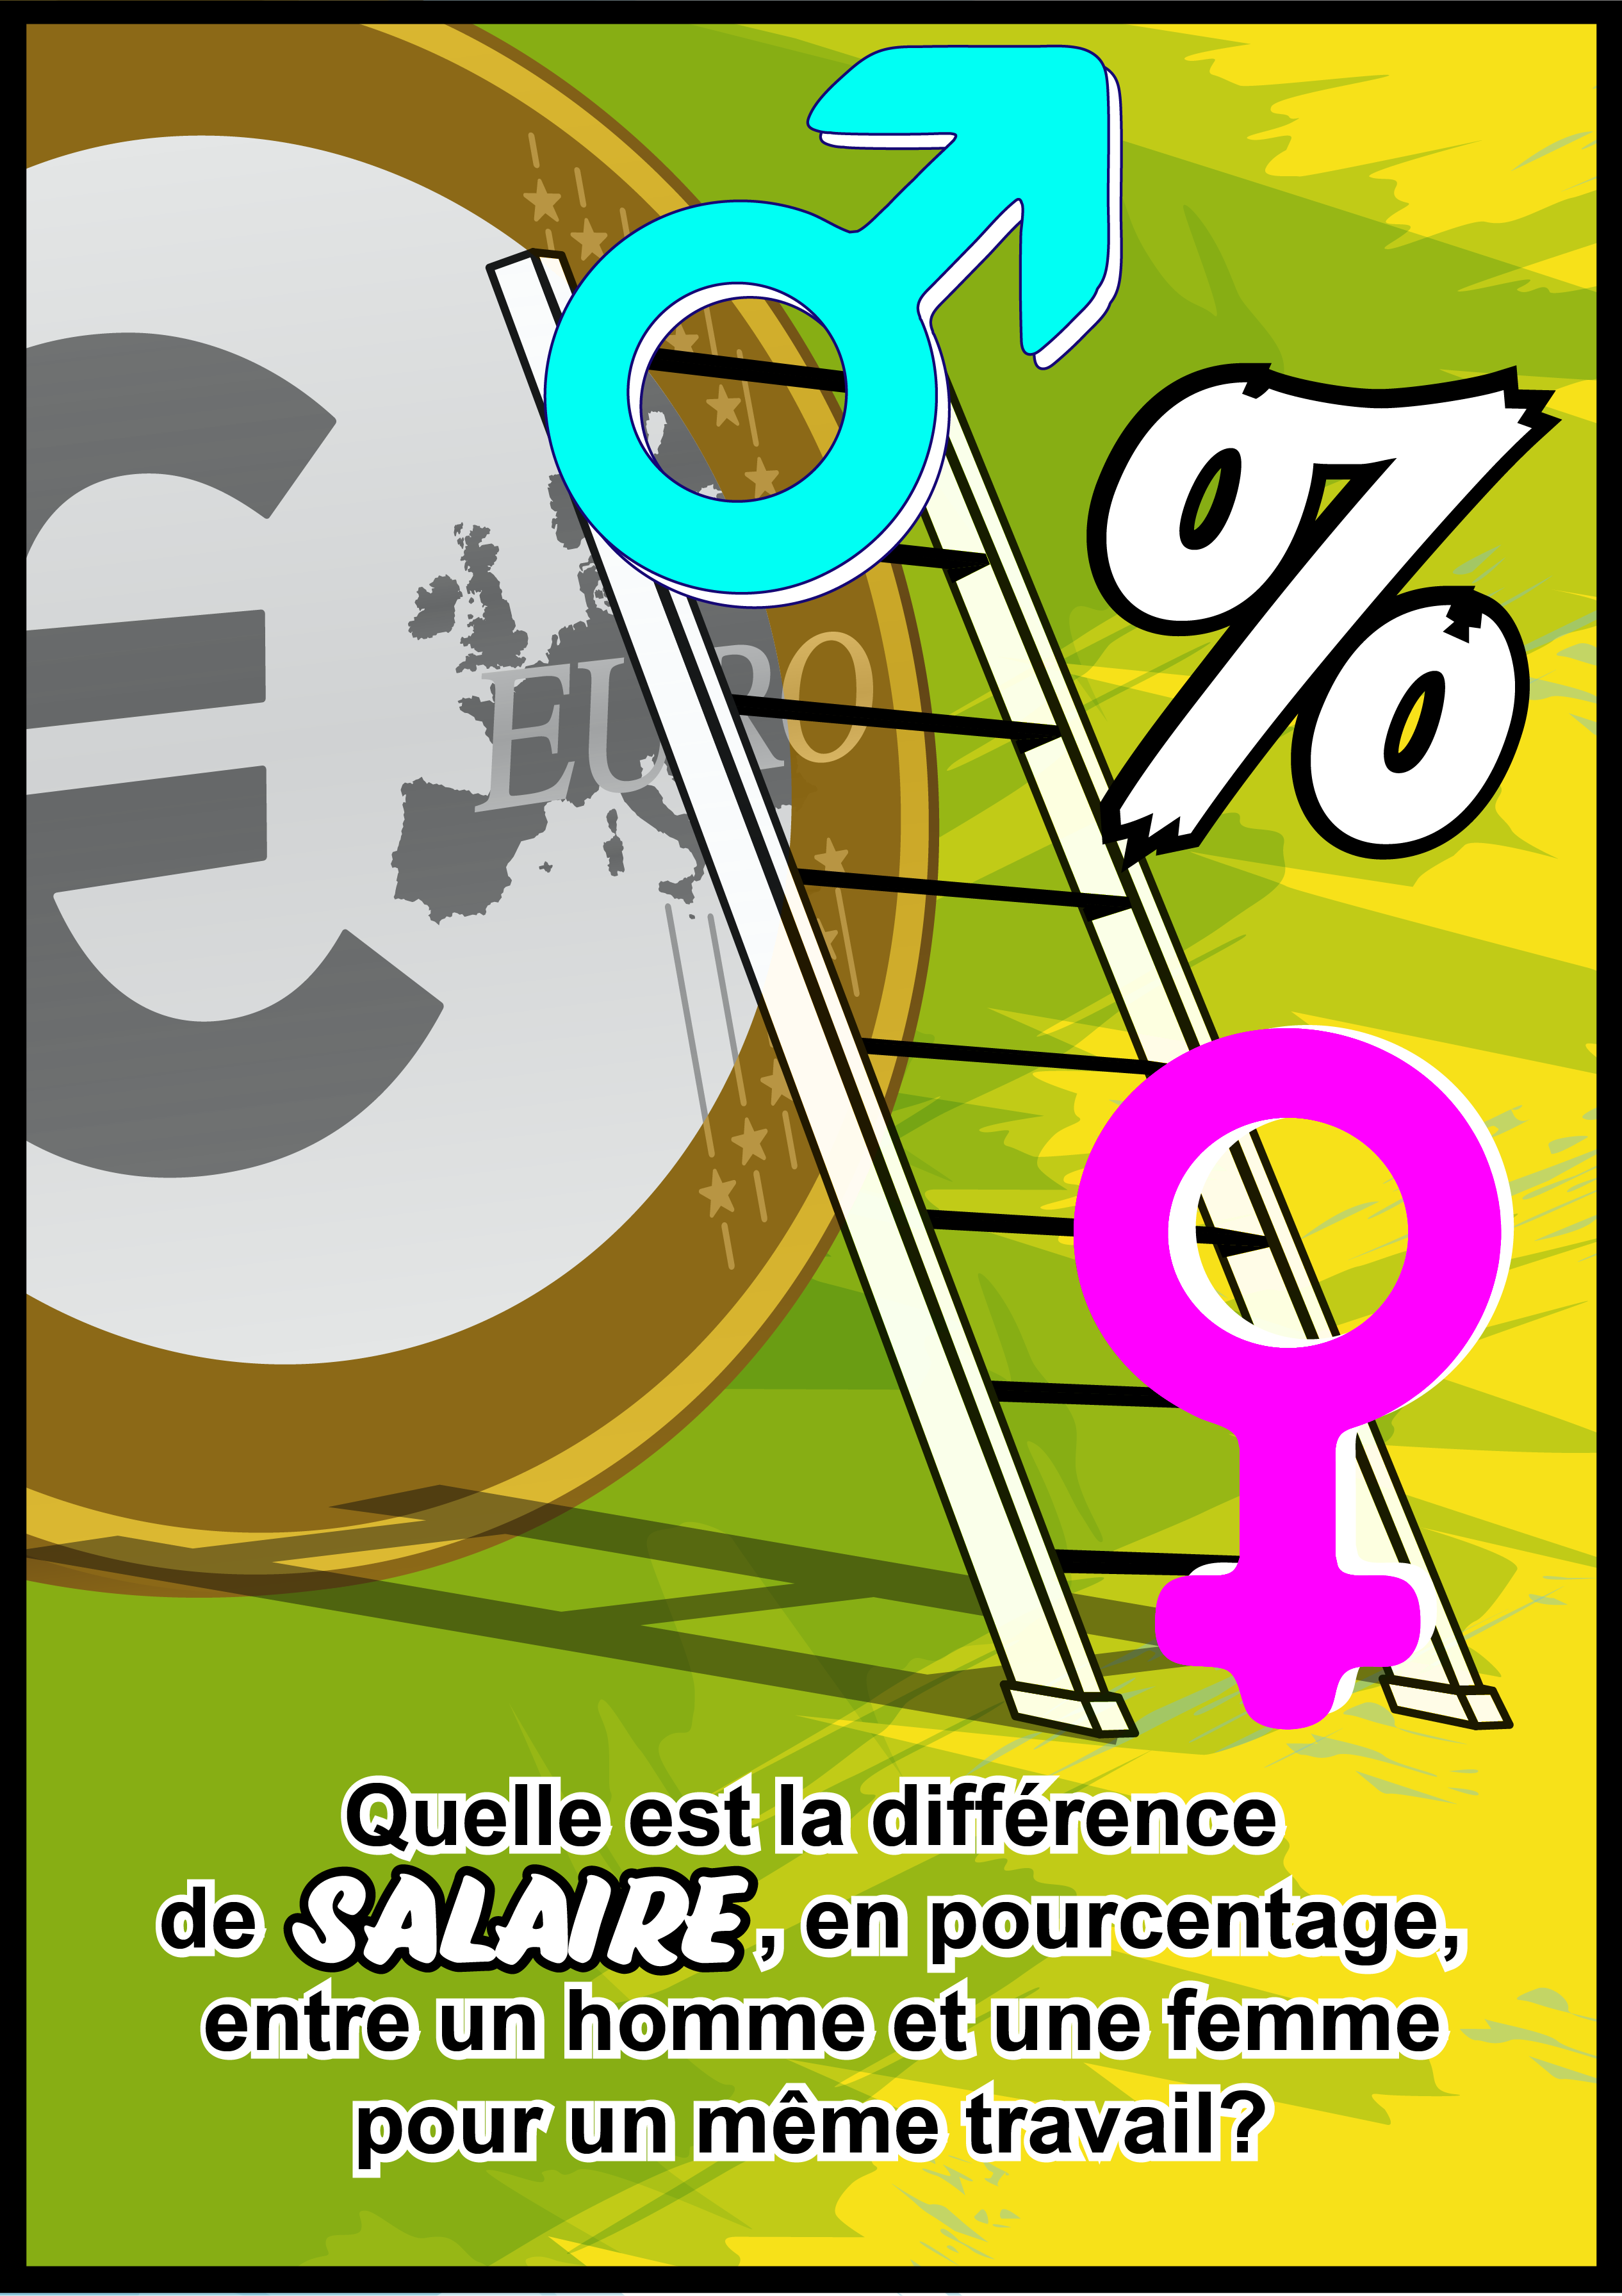 €
EURO
%
Quelle est la différence
de SALAIRE, en pourcentage,
entre un homme et une femme
pour un même travail?